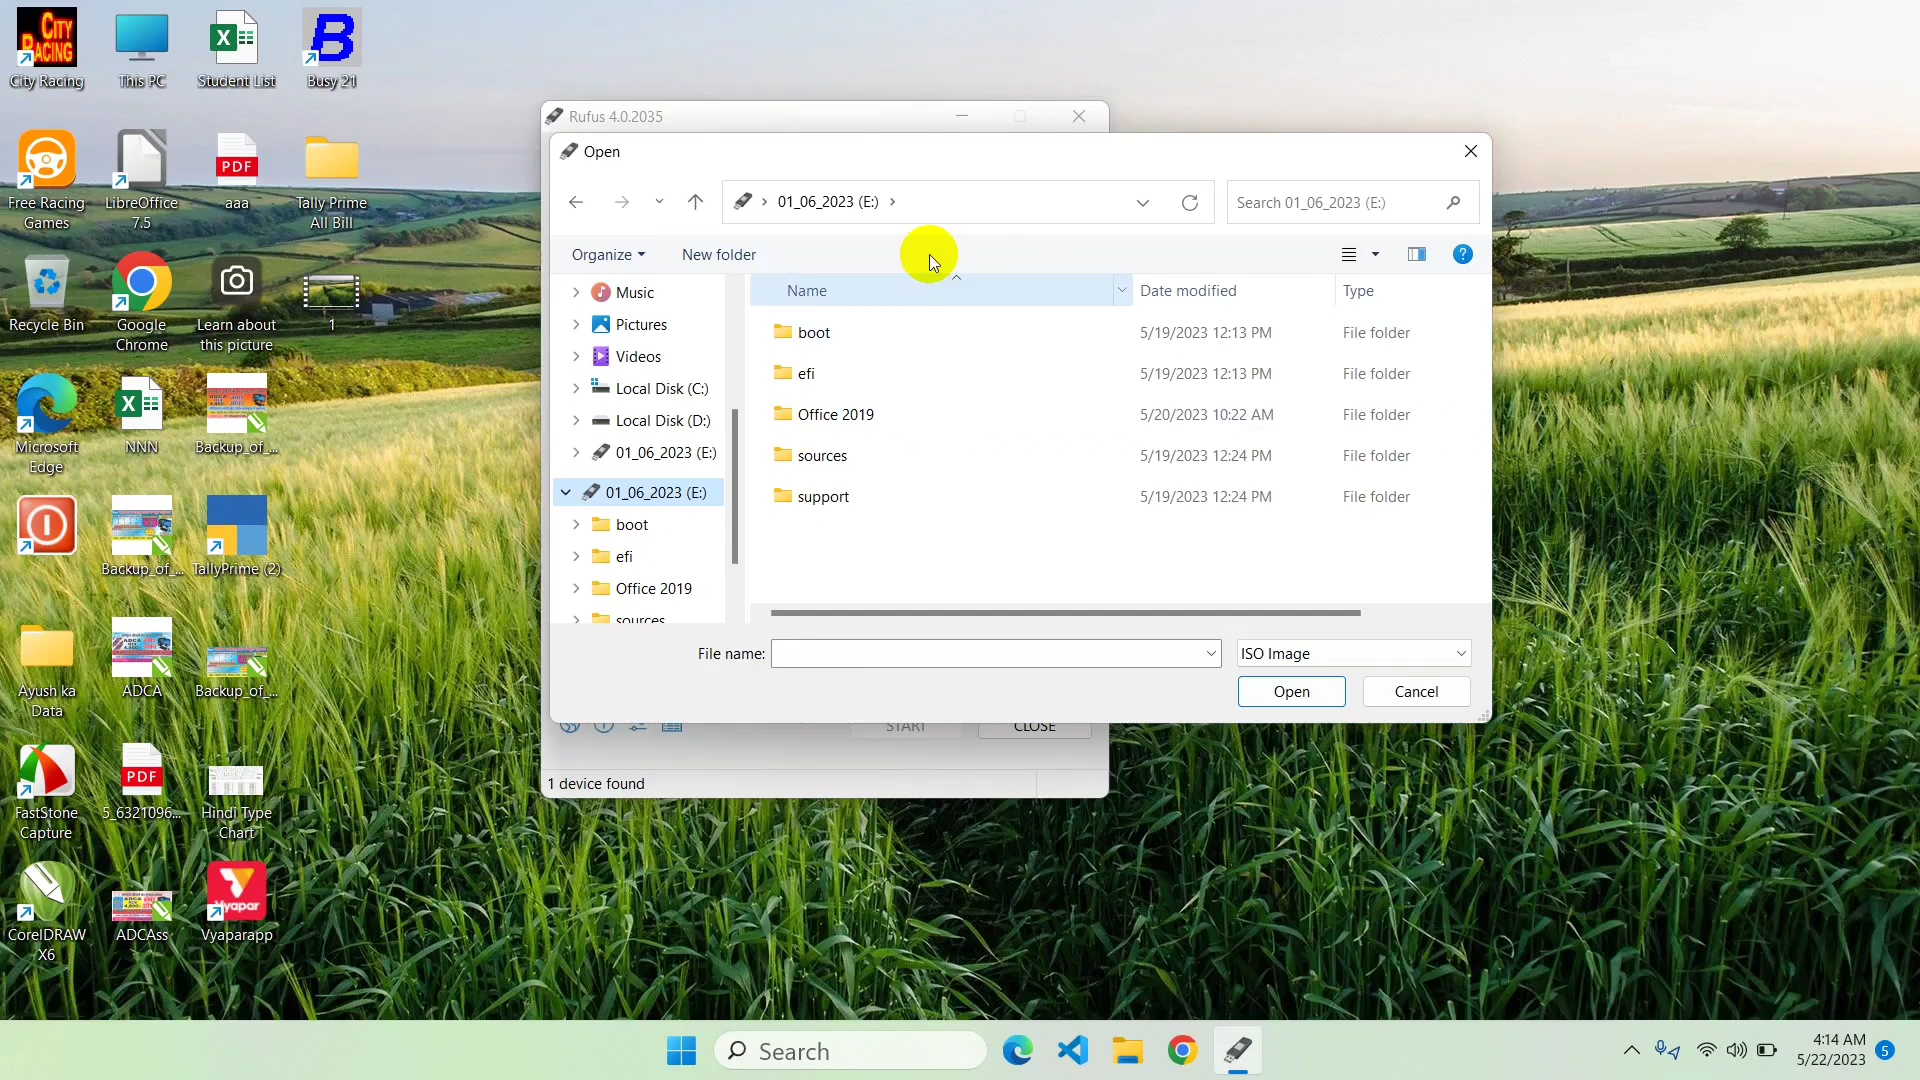 City Racing
This PC
Student List
Busy 21
Free Racing
Games
LibreOffice
7.5
PDF
aaa
Tally Prime
All Bill
Recycle Bin
Google
Chrome
Learn about
this picture
1
Microsoft
Edge
NNN
Backup_of_...
Backup_of_...
TallyPrime (2)
Ayush ka
Data
ADCA
Backup_of_...
FastStone
Capture
PDF
5_6321096...
Hindi Type
Chart
CorelDRAW
X6
ADCAss
Vyapar
Vyaparapp
Rufus 4.0.2035
Open
01_06_2023 (E:)
Search 01_06_2023 (E:)
Organize
New folder
Music
Pictures
Videos
Local Disk (C:)
Local Disk (D:)
01_06_2023 (E:)
01_06_2023 (E:)
boot
efi
Office 2019
sources
Name Date modified Type
boot 5/19/2023 12:13 PM File folder
efi 5/19/2023 12:13 PM File folder
Office 2019 5/20/2023 10:22 AM File folder
sources 5/19/2023 12:24 PM File folder
support 5/19/2023 12:24 PM File folder
File name:
ISO Image
Open
Cancel
START
CLOSE
1 device found
Search
4:14 AM
5/22/2023
5